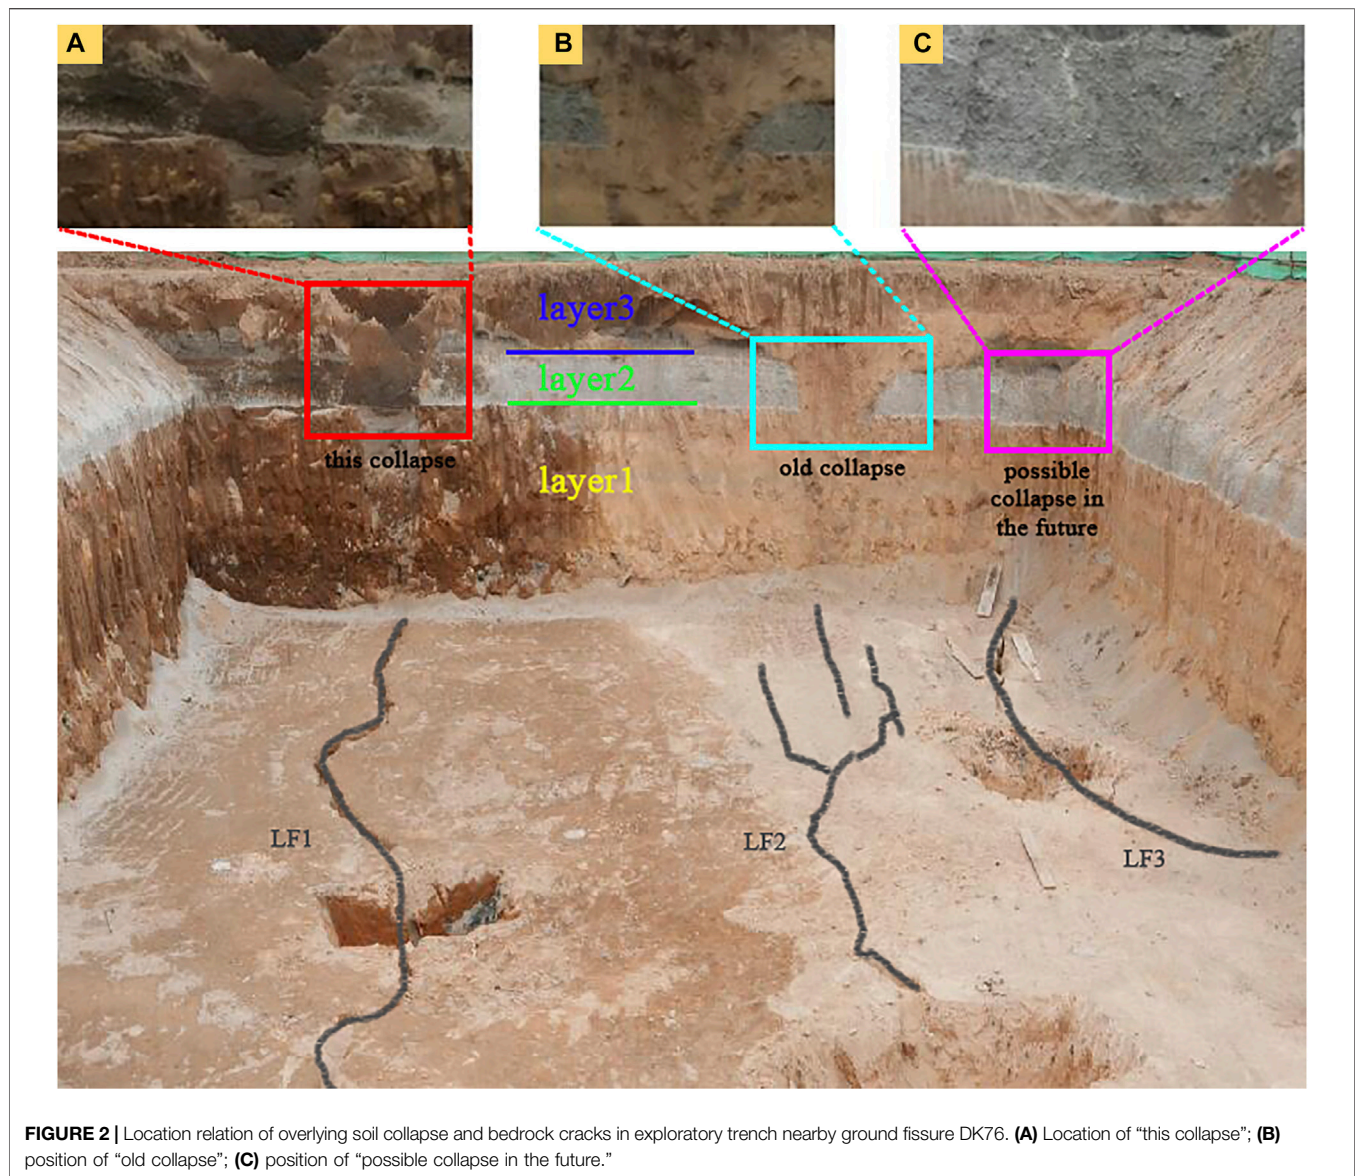 A
B
C
layer3
layer2
this collapse
old collapse
layer1
possible
collapse in
the future
LF1
LF2
LF3
FIGURE 2 | Location relation of overlying soil collapse and bedrock cracks in exploratory trench nearby ground fissure DK76. (A) Location of “this collapse”; (B)
position of “old collapse”; (C) position of “possible collapse in the future.”